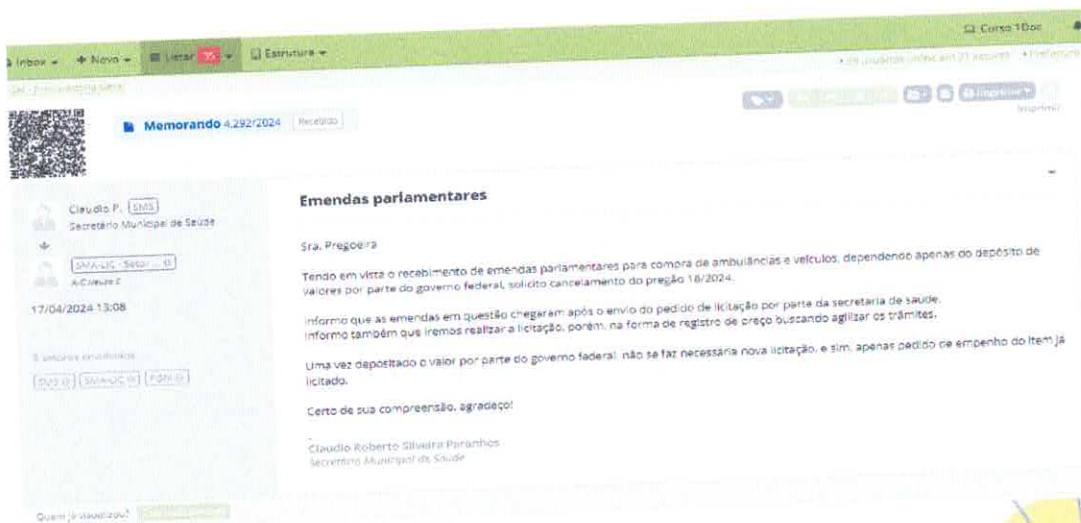 Inbox
+ Novo
Listar
Estrutura
Curso 1Doc
Memorando 4.292/2024
Recebido
Imprimir
Imprimir
Claudio P. SMS
Secretário Municipal de Saúde
17/04/2024 13:08
Emendas parlamentares
Sra. Pregoeira
Tendo em vista o recebimento de emendas parlamentares para compra de ambulâncias e veículos, dependendo apenas do depósito de
valores por parte do governo federal, solicito cancelamento do pregão 18/2024.
Informo que as emendas em questão chegaram após o envio do pedido de licitação por parte da secretaria de saude.
Informo também que iremos realizar a licitação, porém, na forma de registro de preço buscando agilizar os trâmites.
Uma vez depositado o valor por parte do governo federal, não se faz necessária nova licitação, e sim, apenas pedido de empenho do item já
licitado.
Certo de sua compreensão, agradeço!
Claudio Roberto Silveira Paranhos
Secretário Municipal de Saúde
Quem já visualizou?